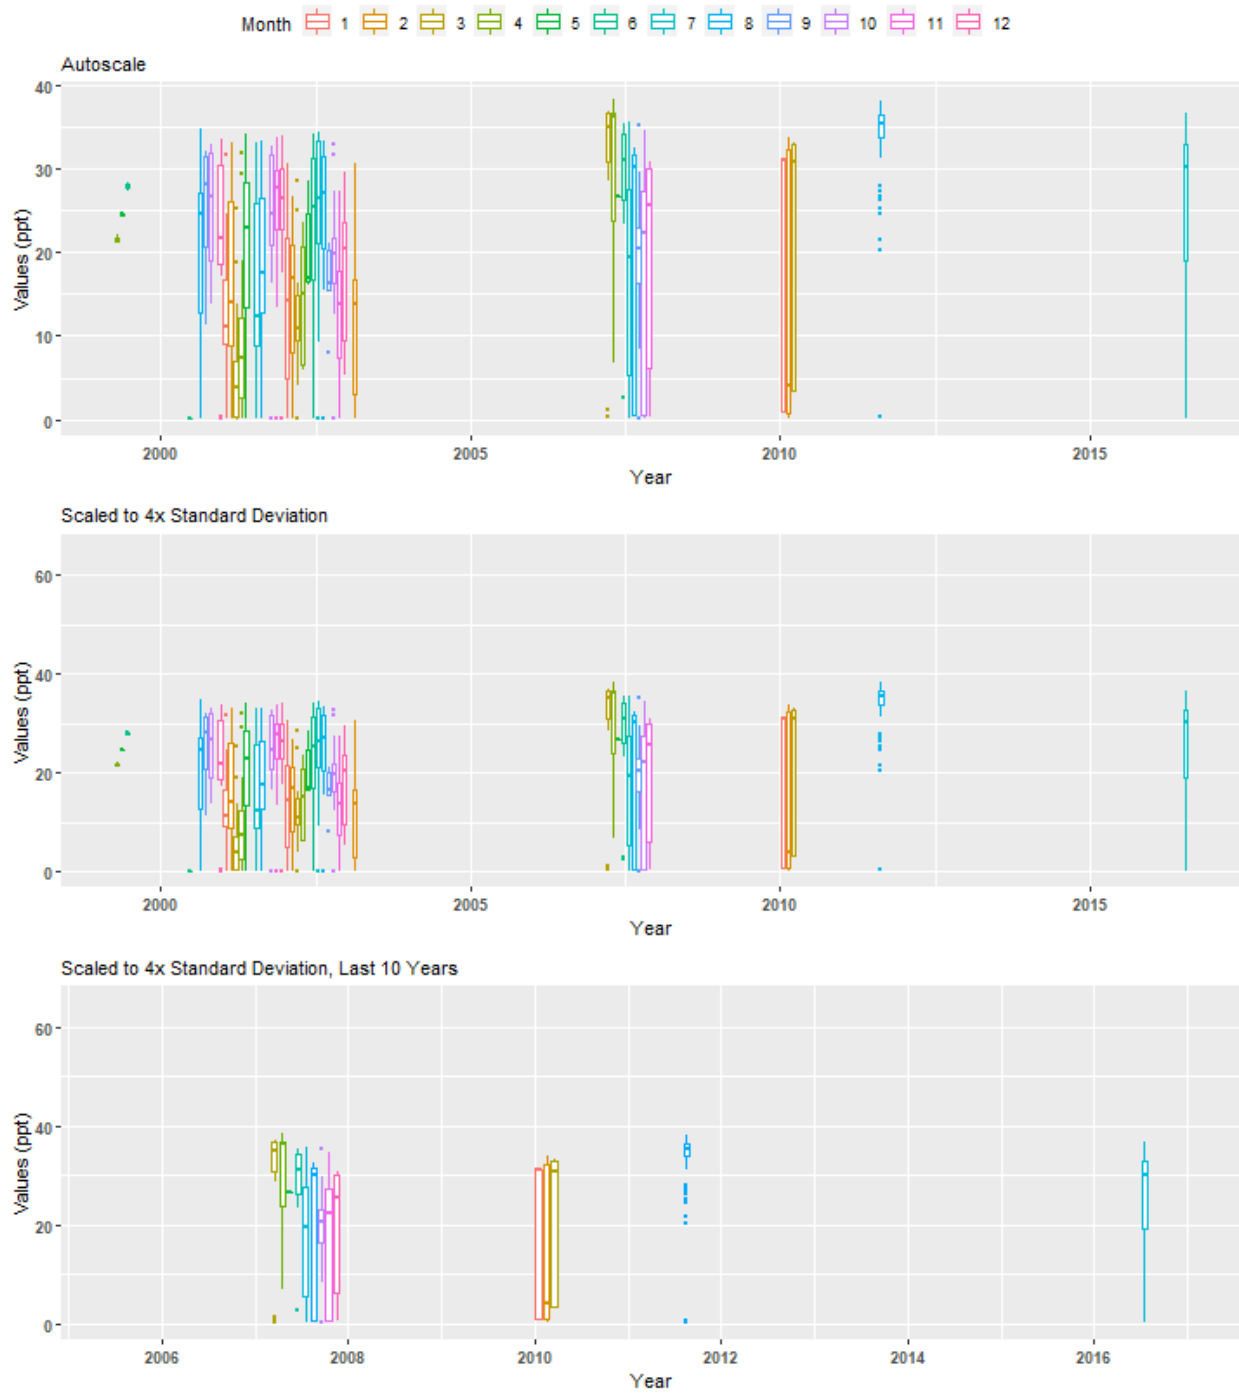 Month 1 2 3 4 5 6 7 8 9 10 11 12
Autoscale
40
30
20
10
0
Values (ppt)
2000 2005 2010 2015
Year
Scaled to 4x Standard Deviation
60
40
20
0
Values (ppt)
2000 2005 2010 2015
Year
Scaled to 4x Standard Deviation, Last 10 Years
60
40
20
0
Values (ppt)
2006 2008 2010 2012 2014 2016
Year